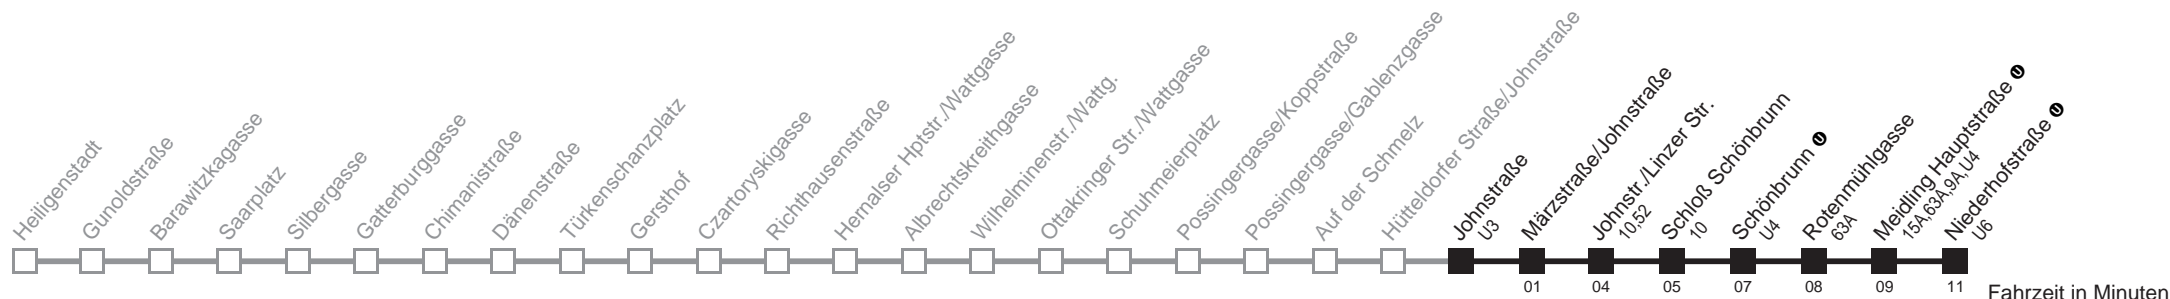 Heiligenstadt
Gunoldstraße
Barawitzkagasse
Saarplatz
Silbergasse
Gatterburggasse
Chimanistraße
Dänenstraße
Türkenschanzplatz
Gersthof
Czartoryskigasse
Richthausenstraße
Hernalser Hptstr./Wattgasse
Albrechtskreithgasse
Wilhelminenstr./Wattg.
Ottakringer Str./Wattgasse
Schuhmeierplatz
Possingergasse/Koppstraße
Possingergasse/Gablenzgasse
Auf der Schmelz
Hütteldorfer Straße/Johnstraße
Johnstraße
U3
Märzstraße/Johnstraße
Johnstr./Linzer Str.
10,52
Schloß Schönbrunn
10
Schönbrunn U
U4
Rotenmühlgasse
63A
Meidling Hauptstraße U
15A,63A,9A,U4
Niederhofstraße U
U6
01 04 05 07 08 09 11 Fahrzeit in Minuten